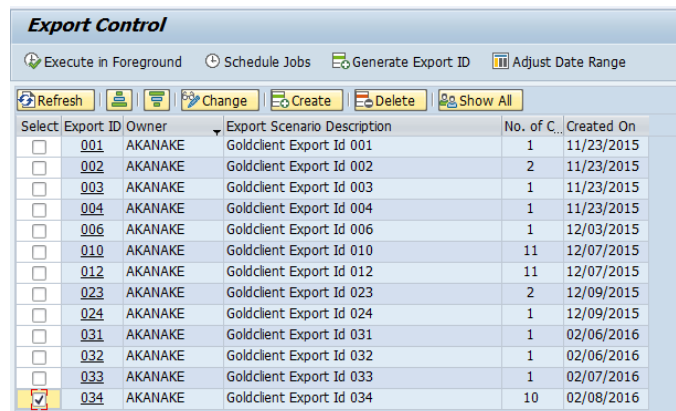 Export Control
Execute in Foreground Schedule Jobs Generate Export ID Adjust Date Range
Refresh Change Create Delete Show All
Select Export ID Owner Export Scenario Description No. of C... Created On
001 AKANAKE Goldclient Export Id 001 1 11/23/2015
002 AKANAKE Goldclient Export Id 002 2 11/23/2015
003 AKANAKE Goldclient Export Id 003 1 11/23/2015
004 AKANAKE Goldclient Export Id 004 1 11/23/2015
006 AKANAKE Goldclient Export Id 006 1 12/03/2015
010 AKANAKE Goldclient Export Id 010 11 12/07/2015
012 AKANAKE Goldclient Export Id 012 11 12/07/2015
023 AKANAKE Goldclient Export Id 023 2 12/09/2015
024 AKANAKE Goldclient Export Id 024 1 12/09/2015
031 AKANAKE Goldclient Export Id 031 1 02/06/2016
032 AKANAKE Goldclient Export Id 032 1 02/06/2016
033 AKANAKE Goldclient Export Id 033 1 02/07/2016
034 AKANAKE Goldclient Export Id 034 10 02/08/2016